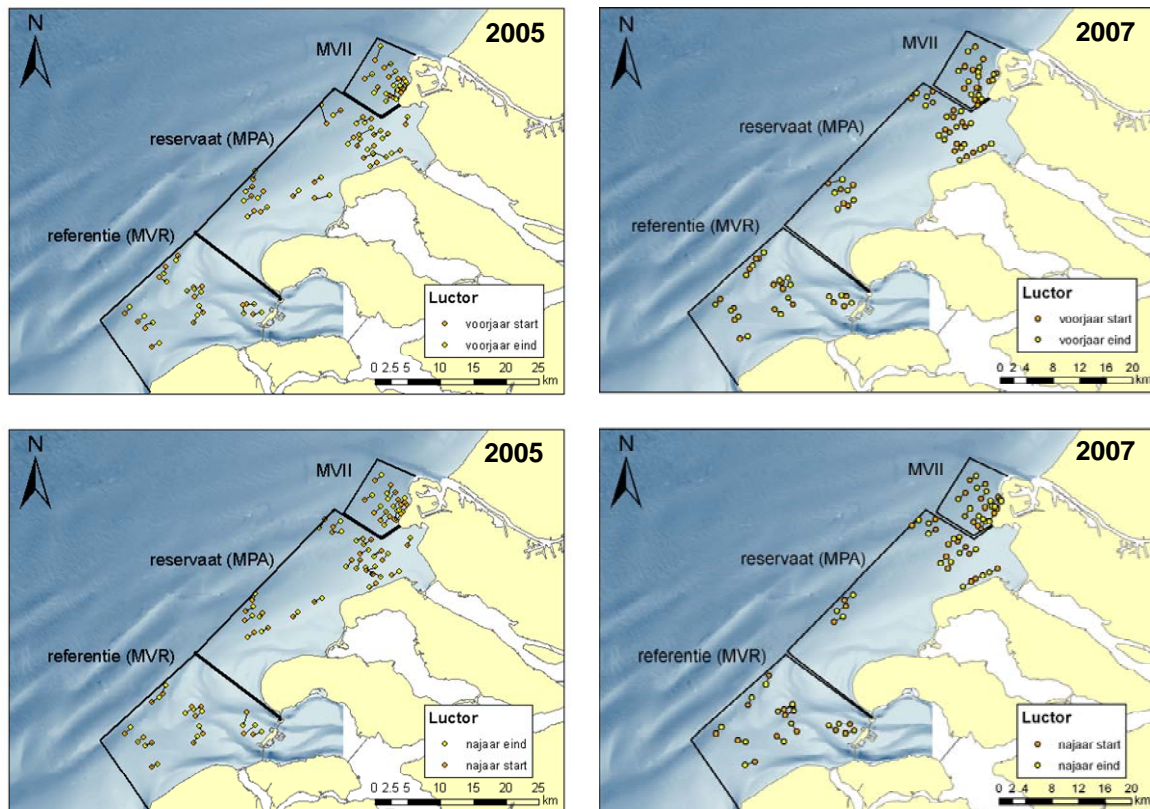 N
2005
MVII
reservaat (MPA)
referentie (MVR)
Luctor
voorjaar start
voorjaar eind
0 2.5 5 10 15 20 25
km
N
2007
MVII
reservaat (MPA)
referentie (MVR)
Luctor
voorjaar start
voorjaar eind
0 2 4 8 12 16 20
km
N
2005
MVII
reservaat (MPA)
referentie (MVR)
Luctor
najaar eind
najaar start
0 2.5 5 10 15 20 25
km
N
2007
MVII
reservaat (MPA)
referentie (MVR)
Luctor
najaar start
najaar eind
0 2 4 8 12 16 20
km